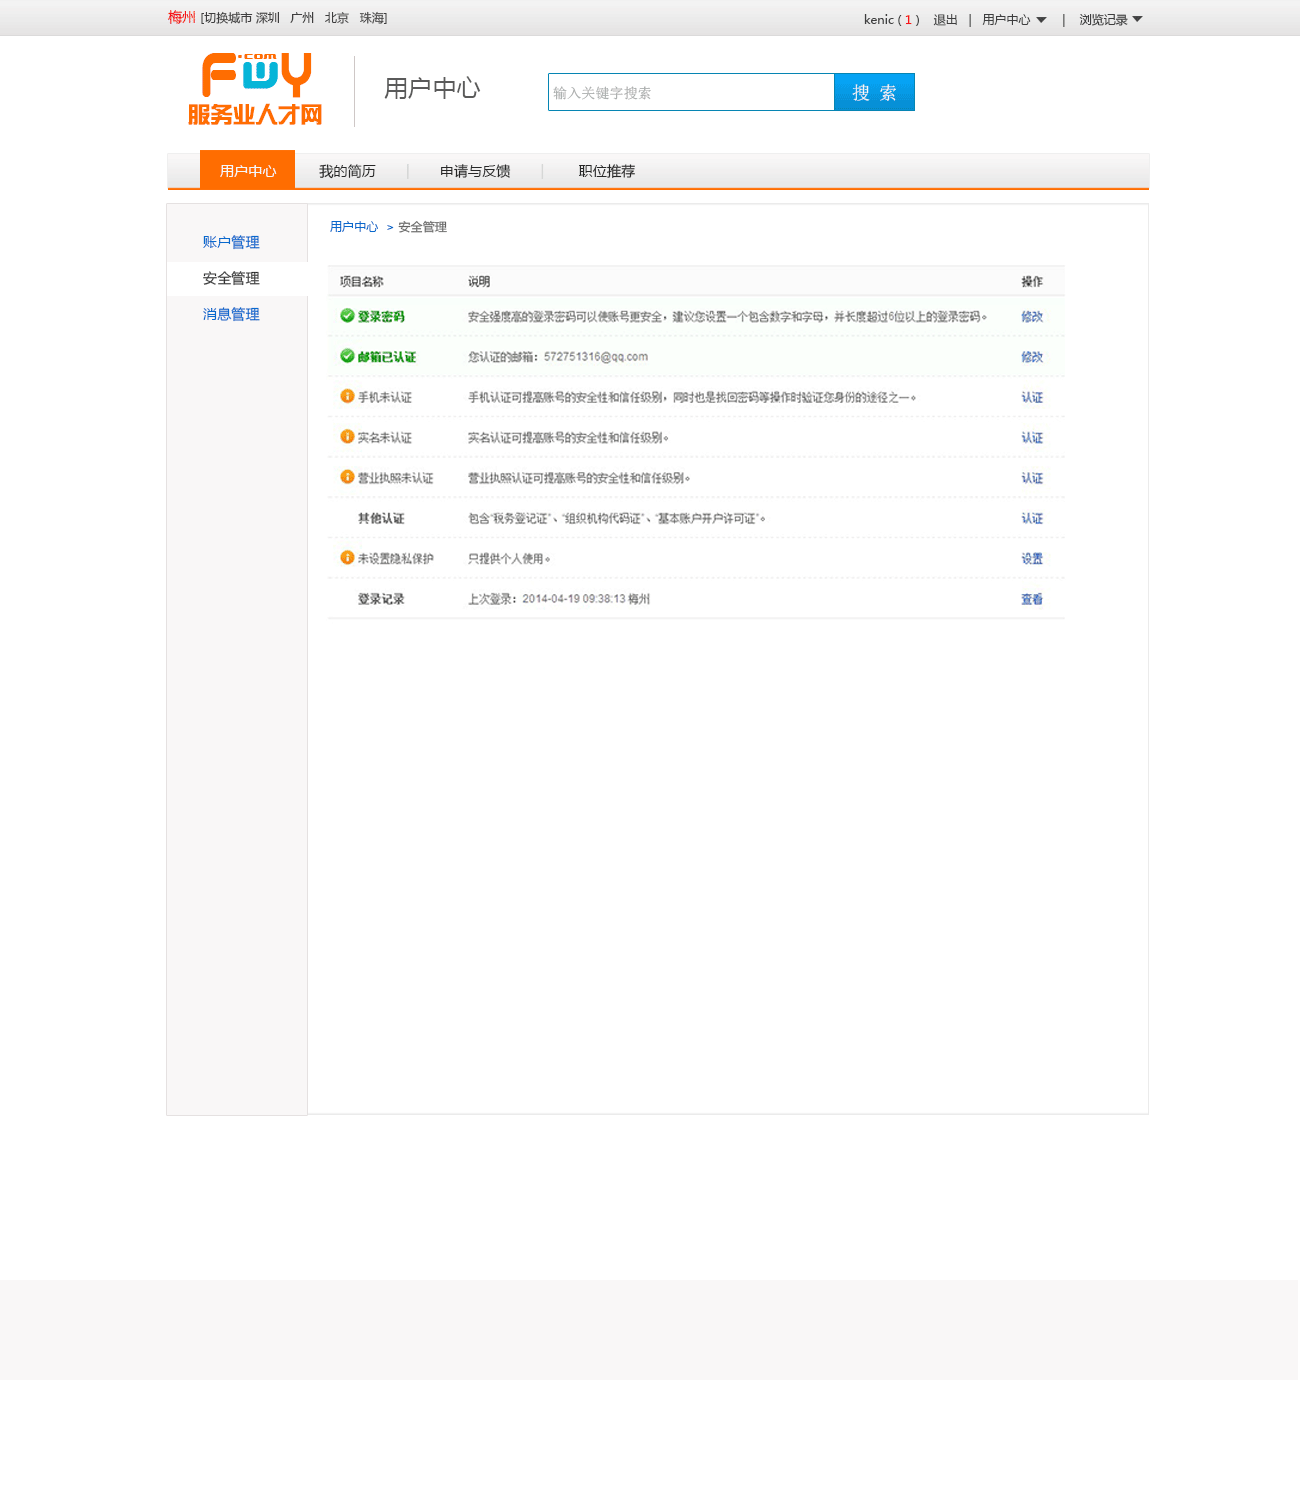 梅州 [切换城市 深圳 广州 北京 珠海]
kenic ( 1 ) 退出 | 用户中心 | 浏览记录
Fwy.com
服务业人才网
用户中心
输入关键字搜索
搜 索
用户中心 我的简历 | 申请与反馈 | 职位推荐
账户管理
安全管理
消息管理
用户中心 > 安全管理
项目名称 说明 操作
登录密码 安全强度高的登录密码可以使账号更安全，建议您设置一个包含数字和字母，并长度超过6位以上的登录密码。 修改
邮箱已认证 您认证的邮箱：572751316@qq.com 修改
手机未认证 手机认证可提高账号的安全性和信任级别，同时也是找回密码等操作时验证您身份的途径之一。 认证
实名未认证 实名认证可提高账号的安全性和信任级别。 认证
营业执照未认证 营业执照认证可提高账号的安全性和信任级别。 认证
其他认证 包含“税务登记证”、“组织机构代码证”、“基本账户开户许可证”。 认证
未设置隐私保护 只提供个人使用。 设置
登录记录 上次登录：2014-04-19 09:38:13 梅州 查看